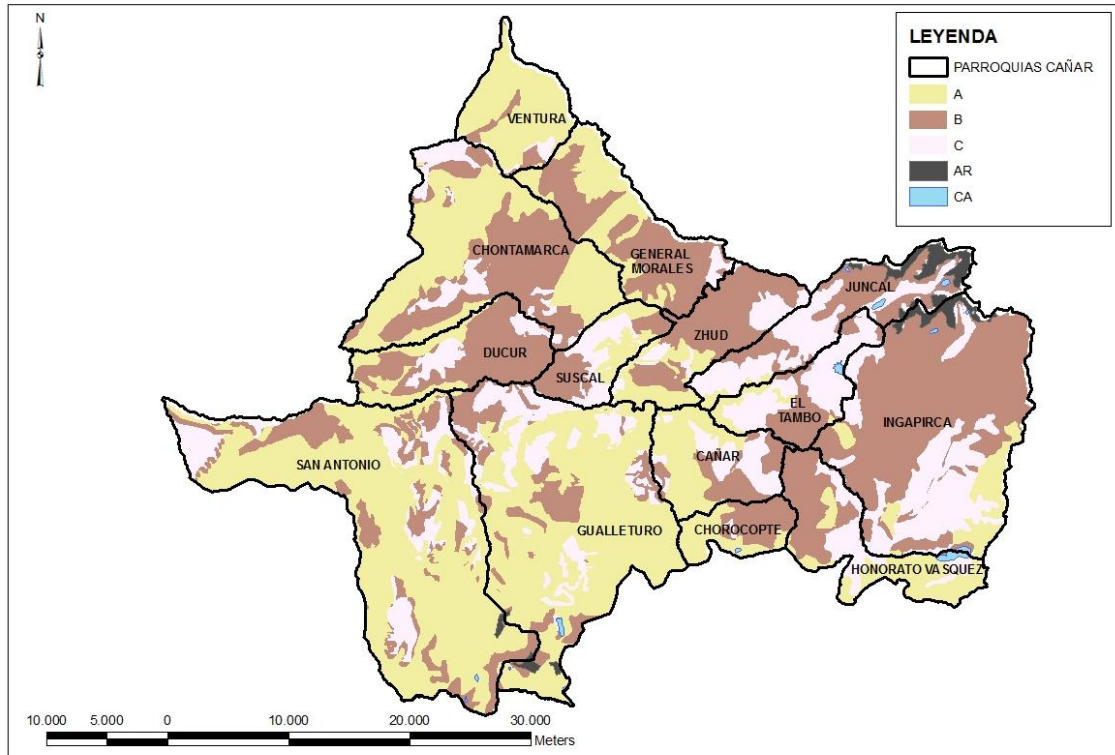 N
LEYENDA
PARROQUIAS CAÑAR
A
B
C
AR
CA
VENTURA
CHONTAMARCA
GENERAL
MORALES
JUNCAL
ZHUD
DUCUR
SUSCAL
EL
TAMBO
INGAPIRCA
SAN ANTONIO
CAÑAR
GUALLETURO
CHOROCOPTE
HONORATO VASQUEZ
10.000 5.000 0 10.000 20.000 30.000
Meters